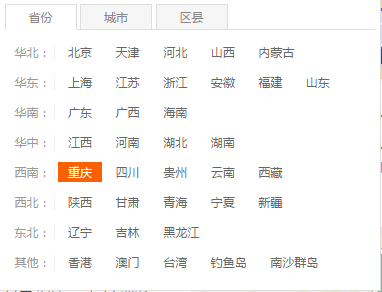 省份 城市 区县
华北： 北京 天津 河北 山西 内蒙古
华东： 上海 江苏 浙江 安徽 福建 山东
华南： 广东 广西 海南
华中： 江西 河南 湖北 湖南
西南： 重庆 四川 贵州 云南 西藏
西北： 陕西 甘肃 青海 宁夏 新疆
东北： 辽宁 吉林 黑龙江
其他： 香港 澳门 台湾 钓鱼岛 南沙群岛